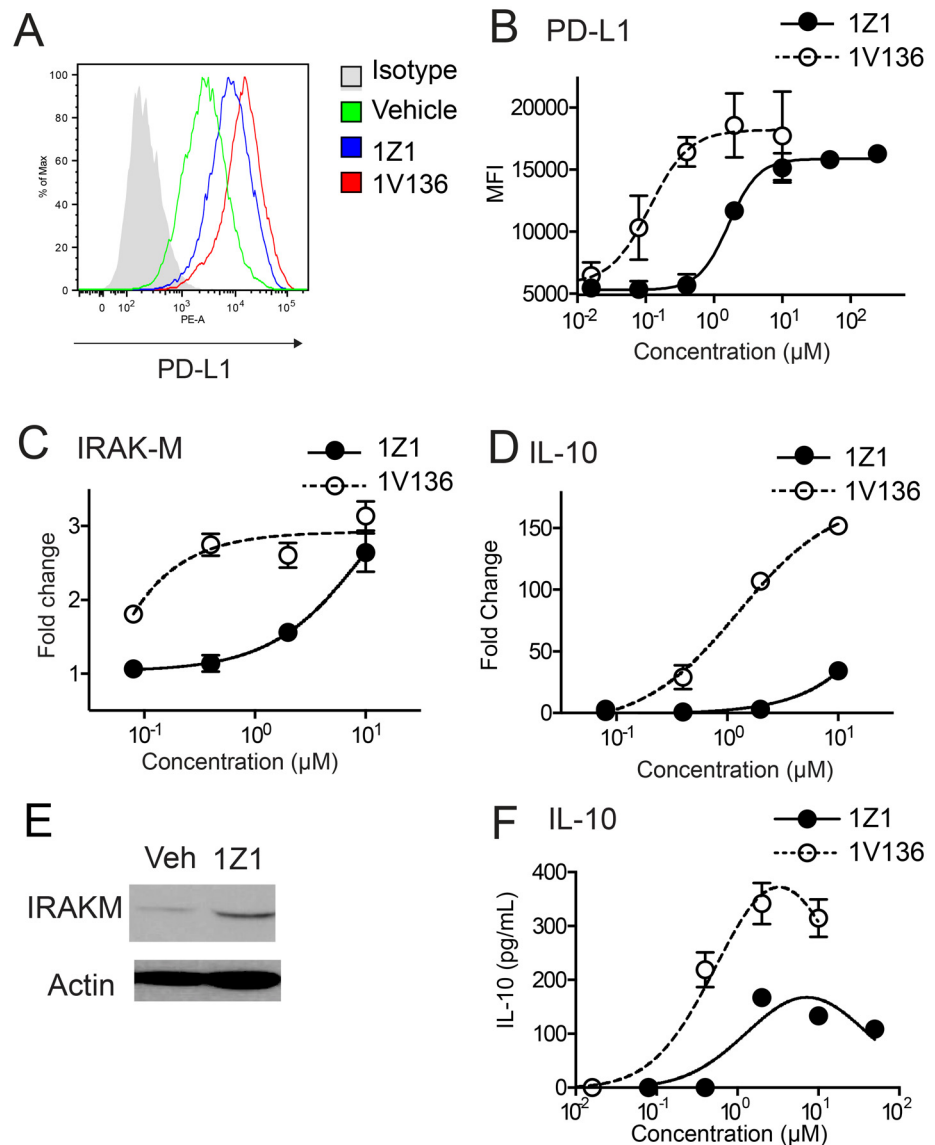 A
Isotype
Vehicle
1Z1
1V136
% of Max
100
80
60
40
20
0
0 10² 10³ 10⁴ 10⁵
PE-A
PD-L1
B PD-L1
1Z1
1V136
MFI
20000
15000
10000
5000
10⁻² 10⁻¹ 10⁰ 10¹ 10²
Concentration (µM)
C IRAK-M
1Z1
1V136
Fold change
3
2
1
10⁻¹ 10⁰ 10¹
Concentration (µM)
D IL-10
1Z1
1V136
Fold Change
150
100
50
0
10⁻¹ 10⁰ 10¹
Concentration (µM)
E
Veh 1Z1
IRAKM
Actin
F IL-10
1Z1
1V136
IL-10 (pg/mL)
400
300
200
100
0
10² 10⁻¹ 10⁰ 10¹ 10²
Concentration (µM)